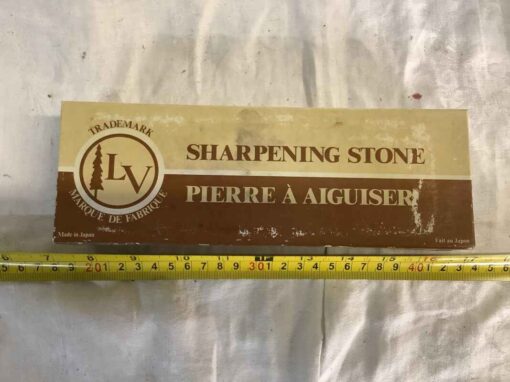 TRADEMARK
LV
MARQUE DE FABRIQUE
SHARPENING STONE
PIERRE À AIGUISER
Made in Japan
Fait au Japon